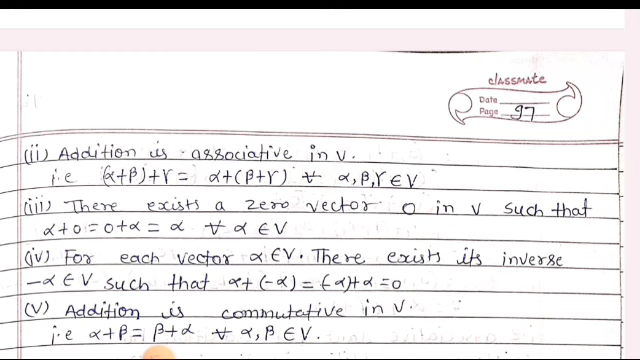 classmate
Date
Page 97
(ii) Addition is associative in V.
i.e (α+β)+γ = α+(β+γ) ∀ α,β,γ ∈ V
(iii) There exists a zero vector 0 in V such that
α+0=0+α=α ∀ α ∈ V
(iv) For each vector α ∈ V. There exists its inverse
-α ∈ V such that α+(-α)=(-α)+α=0
(V) Addition is commutative in V.
i.e α+β=β+α ∀ α,β ∈ V.